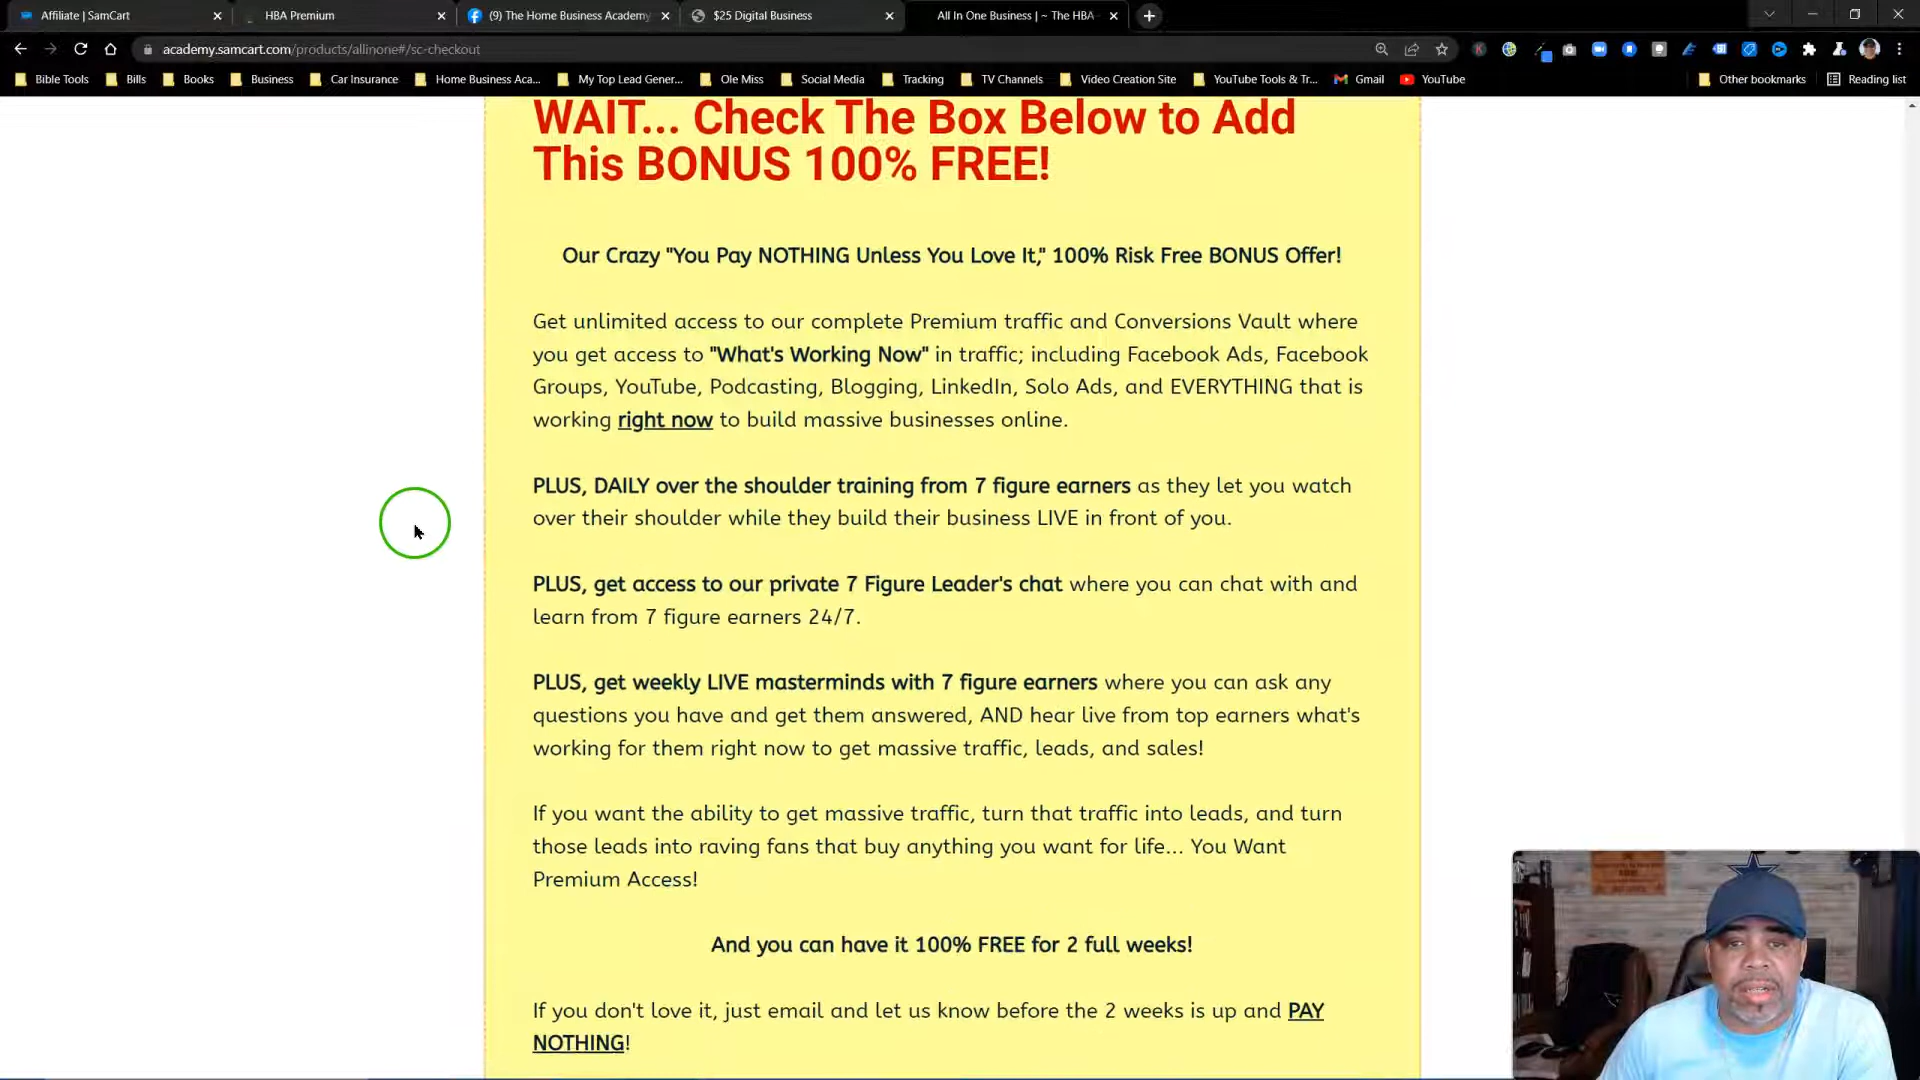 Affiliate | SamCart
HBA Premium
(9) The Home Business Academy
$25 Digital Business
All In One Business | ~ The HBA
academy.samcart.com/products/allinone#/sc-checkout
Bible Tools
Bills
Books
Business
Car Insurance
Home Business Aca...
My Top Lead Gener...
Ole Miss
Social Media
Tracking
TV Channels
Video Creation Site
YouTube Tools & Tr...
Gmail
YouTube
Other bookmarks
Reading list
WAIT... Check The Box Below to Add
This BONUS 100% FREE!
Our Crazy "You Pay NOTHING Unless You Love It," 100% Risk Free BONUS Offer!
Get unlimited access to our complete Premium traffic and Conversions Vault where
you get access to "What's Working Now" in traffic; including Facebook Ads, Facebook
Groups, YouTube, Podcasting, Blogging, LinkedIn, Solo Ads, and EVERYTHING that is
working right now to build massive businesses online.
PLUS, DAILY over the shoulder training from 7 figure earners as they let you watch
over their shoulder while they build their business LIVE in front of you.
PLUS, get access to our private 7 Figure Leader's chat where you can chat with and
learn from 7 figure earners 24/7.
PLUS, get weekly LIVE masterminds with 7 figure earners where you can ask any
questions you have and get them answered, AND hear live from top earners what's
working for them right now to get massive traffic, leads, and sales!
If you want the ability to get massive traffic, turn that traffic into leads, and turn
those leads into raving fans that buy anything you want for life... You Want
Premium Access!
And you can have it 100% FREE for 2 full weeks!
If you don't love it, just email and let us know before the 2 weeks is up and PAY
NOTHING!